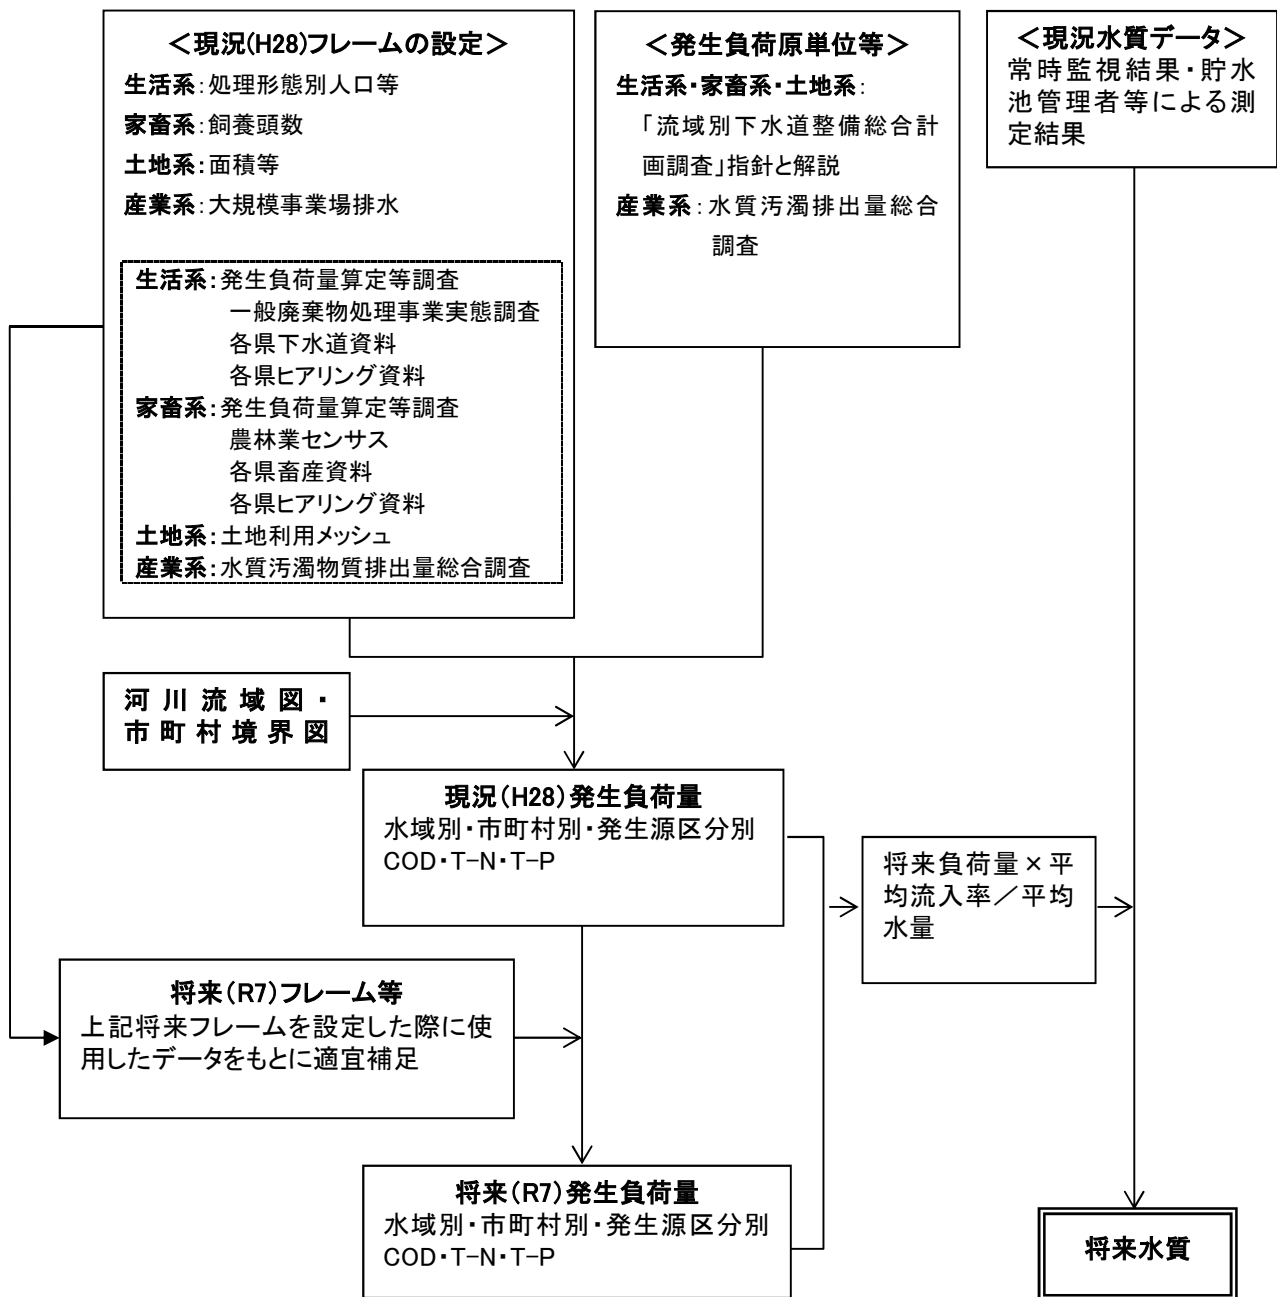 ＜現況(H28)フレームの設定＞
生活系：処理形態別人口等
家畜系：飼養頭数
土地系：面積等
産業系：大規模事業場排水
生活系：発生負荷量算定等調査
一般廃棄物処理事業実態調査
各県下水道資料
各県ヒアリング資料
家畜系：発生負荷量算定等調査
農林業センサス
各県畜産資料
各県ヒアリング資料
土地系：土地利用メッシュ
産業系：水質汚濁物質排出量総合調査
＜発生負荷原単位等＞
生活系・家畜系・土地系：
「流域別下水道整備総合計
画調査」指針と解説
産業系：水質汚濁排出量総合
調査
＜現況水質データ＞
常時監視結果・貯水
池管理者等による測
定結果
河川流域図・
市町村境界図
現況（H28）発生負荷量
水域別・市町村別・発生源区分別
COD・T-N・T-P
将来負荷量×平
均流入率／平均
水量
将来（R7）フレーム等
上記将来フレームを設定した際に使
用したデータをもとに適宜補足
将来（R7）発生負荷量
水域別・市町村別・発生源区分別
COD・T-N・T-P
将来水質